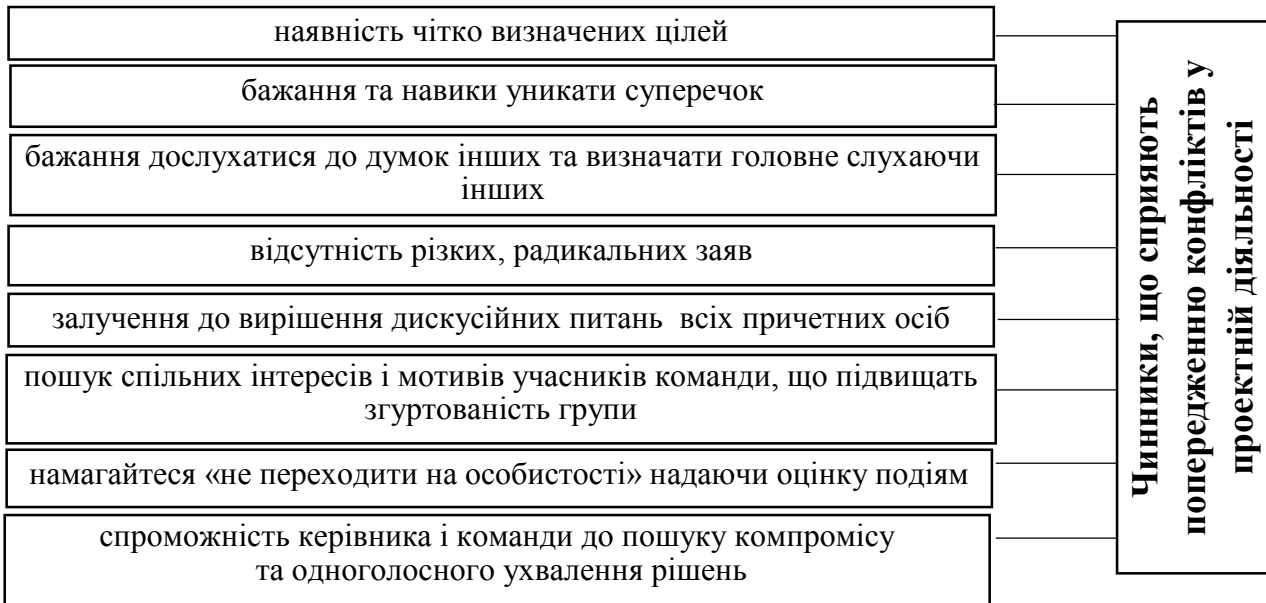 наявність чітко визначених цілей
бажання та навики уникати суперечок
бажання дослухатися до думок інших та визначати головне слухаючи
інших
відсутність різких, радикальних заяв
залучення до вирішення дискусійних питань всіх причетних осіб
пошук спільних інтересів і мотивів учасників команди, що підвищать
згуртованість групи
намагайтеся «не переходити на особистості» надаючи оцінку подіям
спроможність керівника і команди до пошуку компромісу
та одноголосного ухвалення рішень
Чинники, що сприяють
попередженню конфліктів у
проектній діяльності